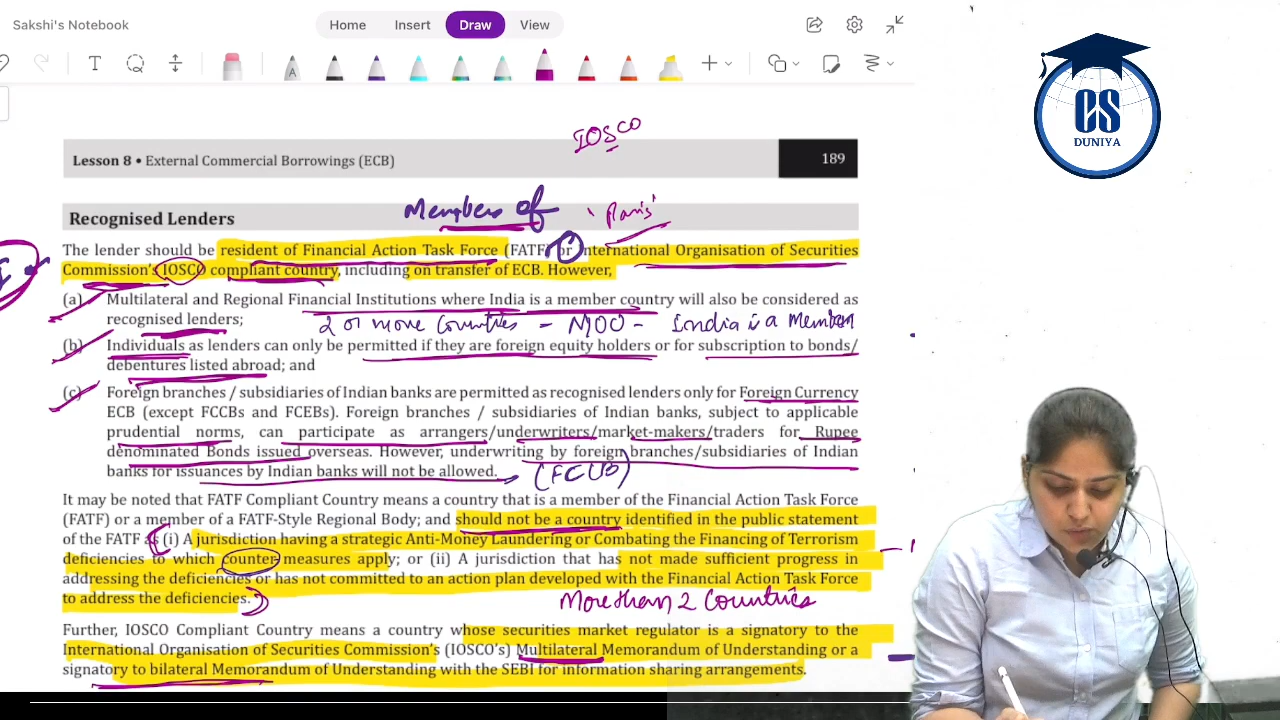 Sakshi's Notebook
Home Insert Draw View
IOSCO
Lesson 8 • External Commercial Borrowings (ECB) 189
Members of
'Paris'
Recognised Lenders
The lender should be resident of Financial Action Task Force (FATF) or International Organisation of Securities
Commission's IOSCO compliant country, including on transfer of ECB. However,
(a) Multilateral and Regional Financial Institutions where India is a member country will also be considered as
recognised lenders;
2 or more Countries - MOU - India is a Member
(b) Individuals as lenders can only be permitted if they are foreign equity holders or for subscription to bonds/
debentures listed abroad; and
(c) Foreign branches / subsidiaries of Indian banks are permitted as recognised lenders only for Foreign Currency
ECB (except FCCBs and FCEBs). Foreign branches / subsidiaries of Indian banks, subject to applicable
prudential norms, can participate as arrangers/underwriters/market-makers/traders for Rupee
denominated Bonds issued overseas. However, underwriting by foreign branches/subsidiaries of Indian
banks for issuances by Indian banks will not be allowed.
It may be noted that FATF Compliant Country means a country that is a member of the Financial Action Task Force
(FATF) or a member of a FATF-Style Regional Body; and should not be a country identified in the public statement
of the FATF as (i) A jurisdiction having a strategic Anti-Money Laundering or Combating the Financing of Terrorism
deficiencies to which counter measures apply; or (ii) A jurisdiction that has not made sufficient progress in
addressing the deficiencies or has not committed to an action plan developed with the Financial Action Task Force
to address the deficiencies.
More than 2 Countries
Further, IOSCO Compliant Country means a country whose securities market regulator is a signatory to the
International Organisation of Securities Commission's (IOSCO's) Multilateral Memorandum of Understanding or a
signatory to bilateral Memorandum of Understanding with the SEBI for information sharing arrangements.
CS
DUNIYA